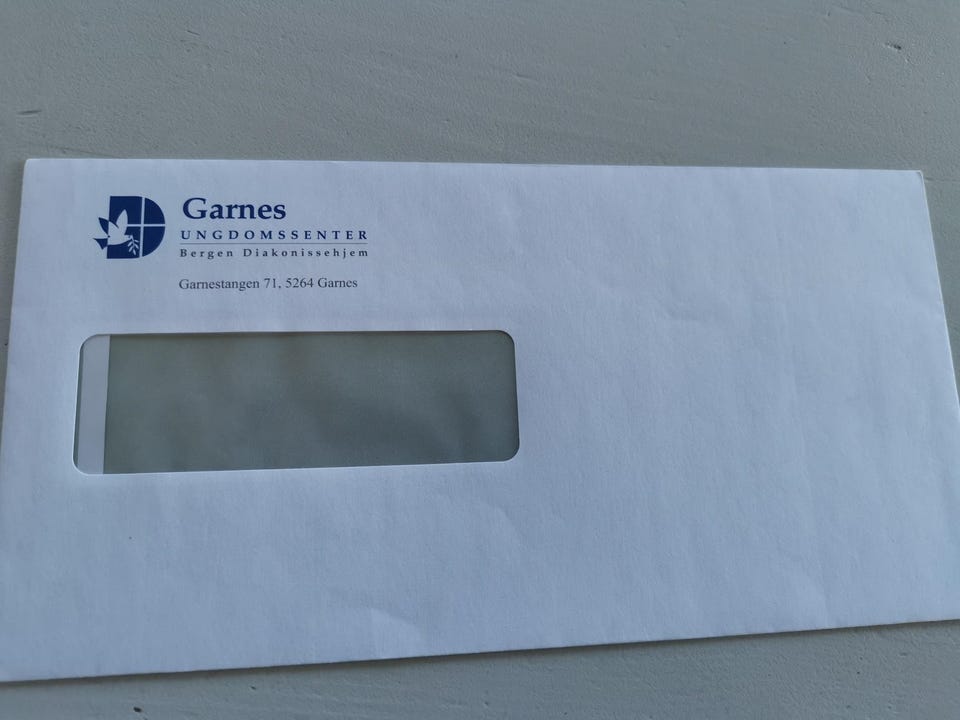 Garnes
UNGDOMSSENTER
Bergen Diakonissehjem
Garnestangen 71, 5264 Garnes